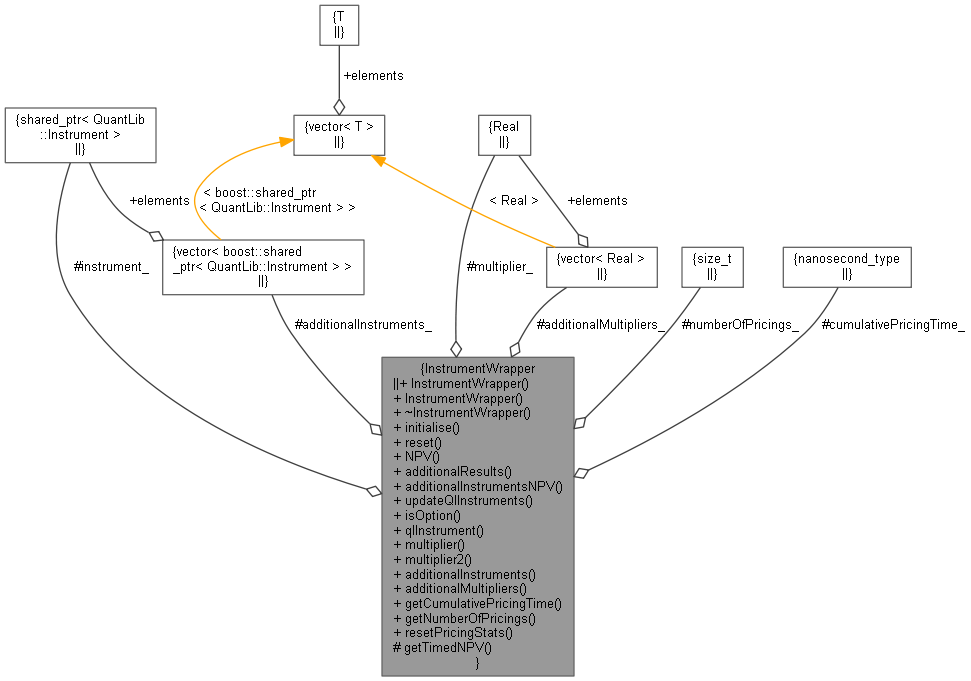 {T
||}
+elements
{shared_ptr< QuantLib
::Instrument >
||}
{vector< T >
||}
{Real
||}
+elements
< boost::shared_ptr
< QuantLib::Instrument > >
< Real >
+elements
{vector< boost::shared
_ptr< QuantLib::Instrument > >
||}
{vector< Real >
||}
{size_t
||}
{nanosecond_type
||}
#instrument_
#multiplier_
#additionalInstruments_
#additionalMultipliers_
#numberOfPricings_
#cumulativePricingTime_
{InstrumentWrapper
||+ InstrumentWrapper()
+ InstrumentWrapper()
+ ~InstrumentWrapper()
+ initialise()
+ reset()
+ NPV()
+ additionalResults()
+ additionalInstrumentsNPV()
+ updateQlInstruments()
+ isOption()
+ qlInstrument()
+ multiplier()
+ multiplier2()
+ additionalInstruments()
+ additionalMultipliers()
+ getCumulativePricingTime()
+ getNumberOfPricings()
+ resetPricingStats()
# getTimedNPV()
}